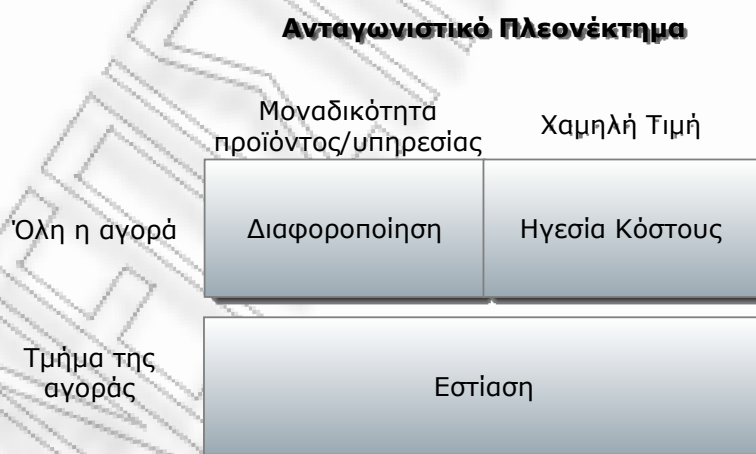 Ανταγωνιστικό Πλεονέκτημα
Μοναδικότητα
προϊόντος/υπηρεσίας
Χαμηλή Τιμή
Όλη η αγορά
Διαφοροποίηση
Ηγεσία Κόστους
Τμήμα της
αγοράς
Εστίαση